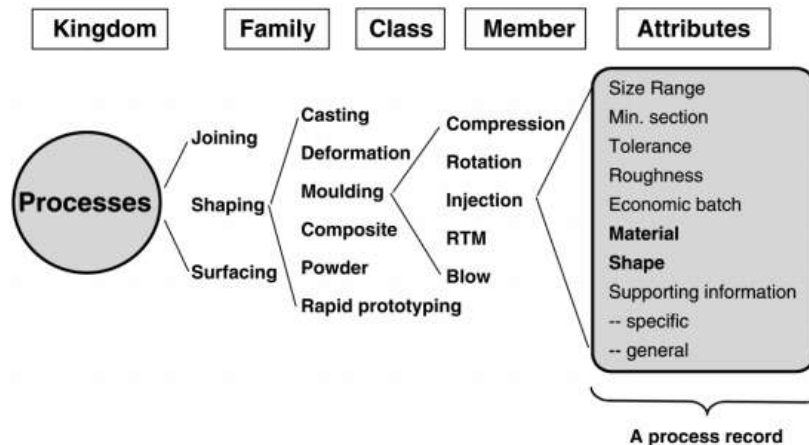 Kingdom
Family
Class
Member
Attributes
Processes
Joining
Shaping
Surfacing
Casting
Deformation
Moulding
Composite
Powder
Rapid prototyping
Compression
Rotation
Injection
RTM
Blow
Size Range
Min. section
Tolerance
Roughness
Economic batch
Material
Shape
Supporting information
-- specific
-- general
A process record